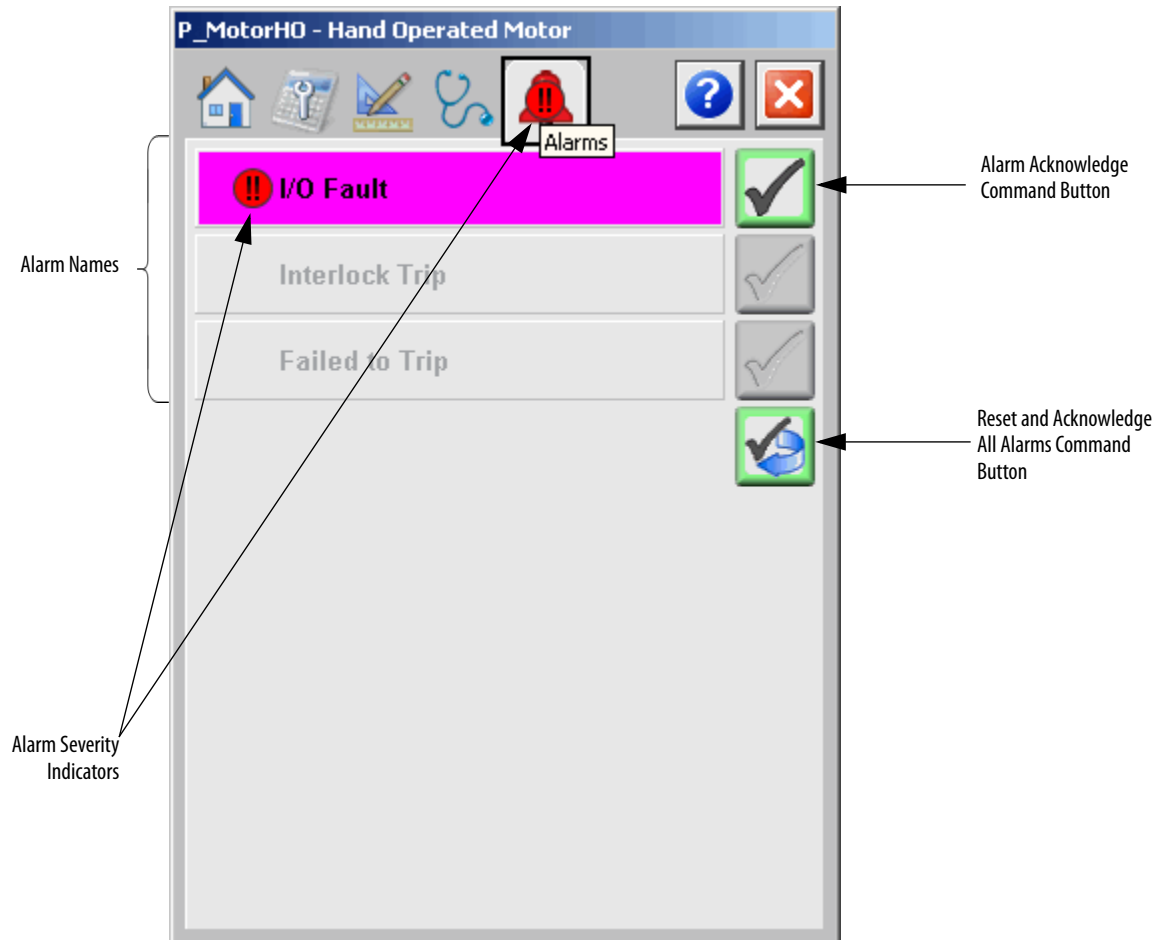 P_MotorHO - Hand Operated Motor
?
!!
Alarms
!! I/O Fault
Interlock Trip
Failed to Trip
Alarm Names
Alarm Severity
Indicators
Alarm Acknowledge
Command Button
Reset and Acknowledge
All Alarms Command
Button